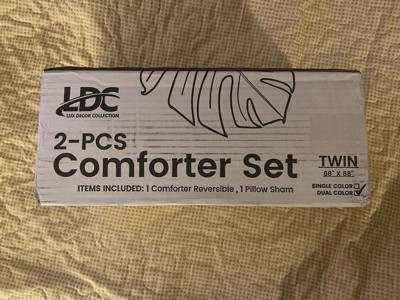 LDC
LUX DECOR COLLECTION
2-PCS
Comforter Set
TWIN
68" X 88"
ITEMS INCLUDED: 1 Comforter Reversible , 1 Pillow Sham
SINGLE COLOR
DUAL COLOR